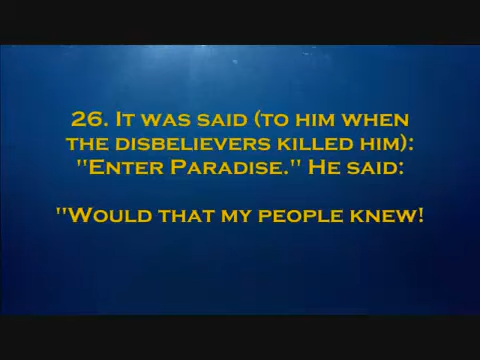 26. It was said (to him when
the disbelievers killed him):
"Enter Paradise." He said:
"Would that my people knew!